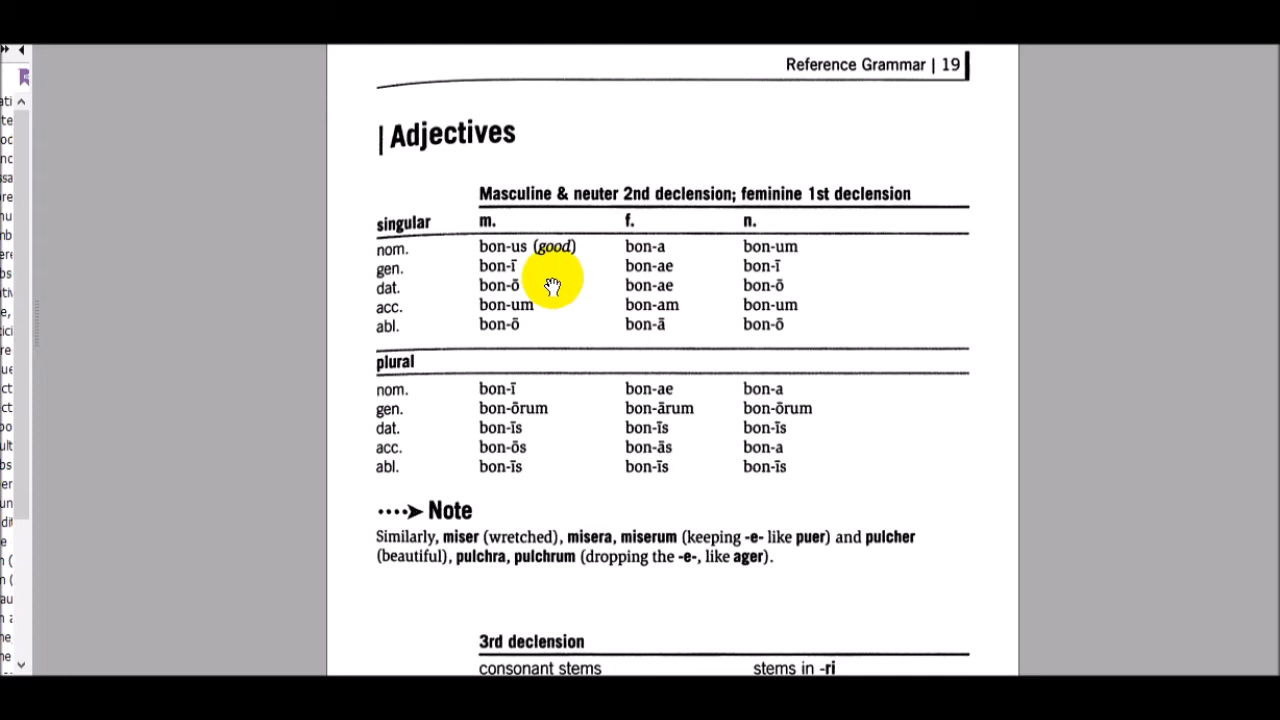 Reference Grammar | 19
| Adjectives
Masculine & neuter 2nd declension; feminine 1st declension
singular m. f. n.
nom. bon-us (good) bon-a bon-um
gen. bon-ī bon-ae bon-ī
dat. bon-ō bon-ae bon-ō
acc. bon-um bon-am bon-um
abl. bon-ō bon-ā bon-ō
plural
nom. bon-ī bon-ae bon-a
gen. bon-ōrum bon-ārum bon-ōrum
dat. bon-īs bon-īs bon-īs
acc. bon-ōs bon-ās bon-a
abl. bon-īs bon-īs bon-īs
Note
Similarly, miser (wretched), misera, miserum (keeping -e- like puer) and pulcher
(beautiful), pulchra, pulchrum (dropping the -e-, like ager).
3rd declension
consonant stems stems in -ri